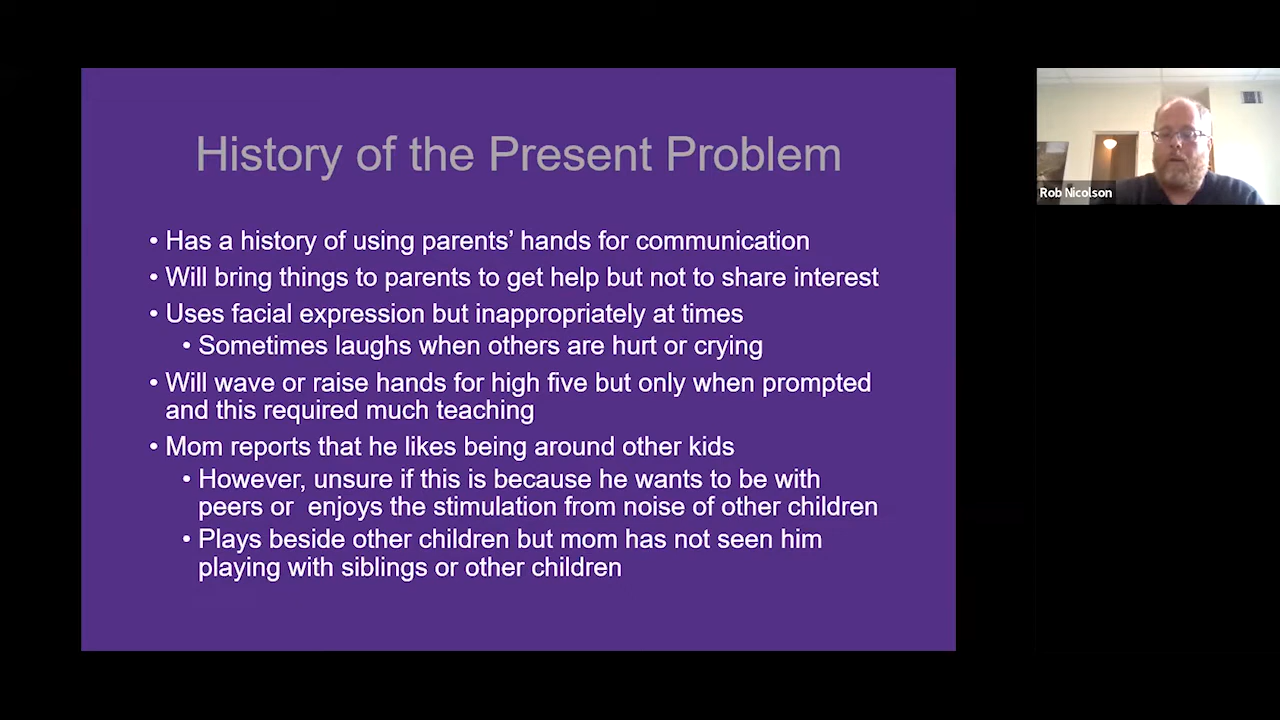 History of the Present Problem
• Has a history of using parents’ hands for communication
• Will bring things to parents to get help but not to share interest
• Uses facial expression but inappropriately at times
• Sometimes laughs when others are hurt or crying
• Will wave or raise hands for high five but only when prompted
and this required much teaching
• Mom reports that he likes being around other kids
• However, unsure if this is because he wants to be with
peers or  enjoys the stimulation from noise of other children
• Plays beside other children but mom has not seen him
playing with siblings or other children
Rob Nicolson